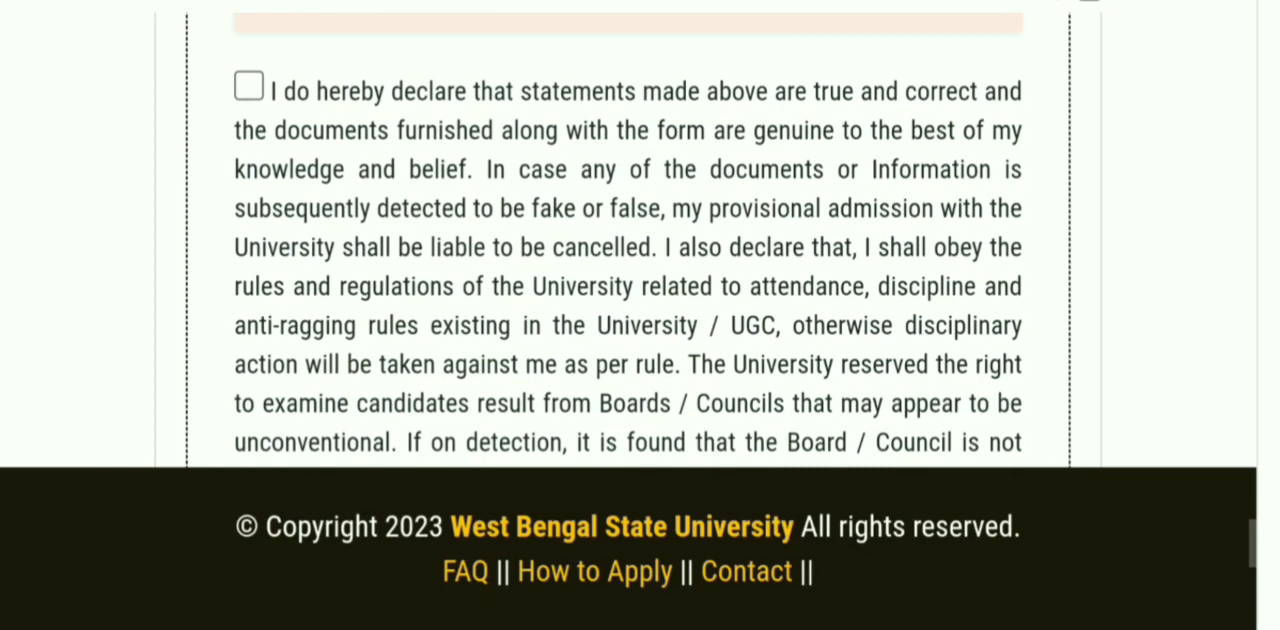 I do hereby declare that statements made above are true and correct and
the documents furnished along with the form are genuine to the best of my
knowledge and belief. In case any of the documents or Information is
subsequently detected to be fake or false, my provisional admission with the
University shall be liable to be cancelled. I also declare that, I shall obey the
rules and regulations of the University related to attendance, discipline and
anti-ragging rules existing in the University / UGC, otherwise disciplinary
action will be taken against me as per rule. The University reserved the right
to examine candidates result from Boards / Councils that may appear to be
unconventional. If on detection, it is found that the Board / Council is not
© Copyright 2023 West Bengal State University All rights reserved.
FAQ || How to Apply || Contact ||